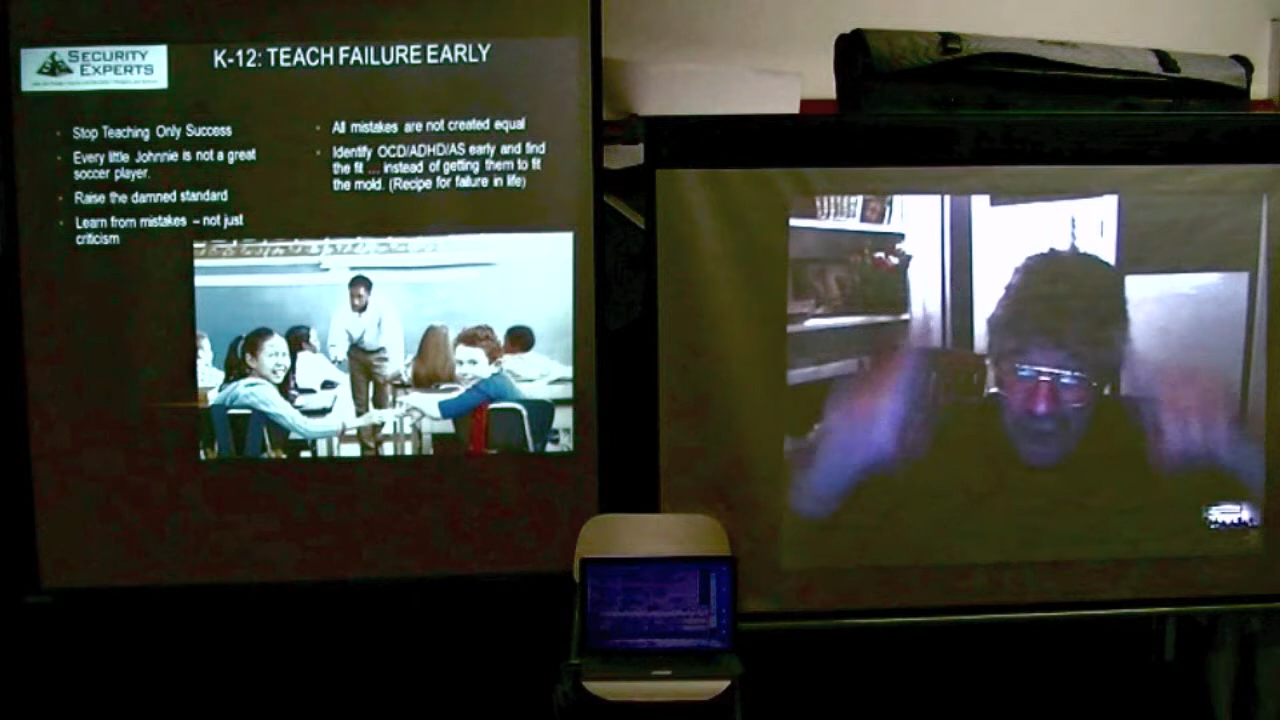 SECURITY
EXPERTS
K-12: TEACH FAILURE EARLY
Stop Teaching Only Success
Every little Johnnie is not a great
soccer player.
Raise the damned standard
Learn from mistakes – not just
criticism
All mistakes are not created equal
Identify OCD/ADHD/AS early and find
the fit ... instead of getting them to fit
the mold. (Recipe for failure in life)